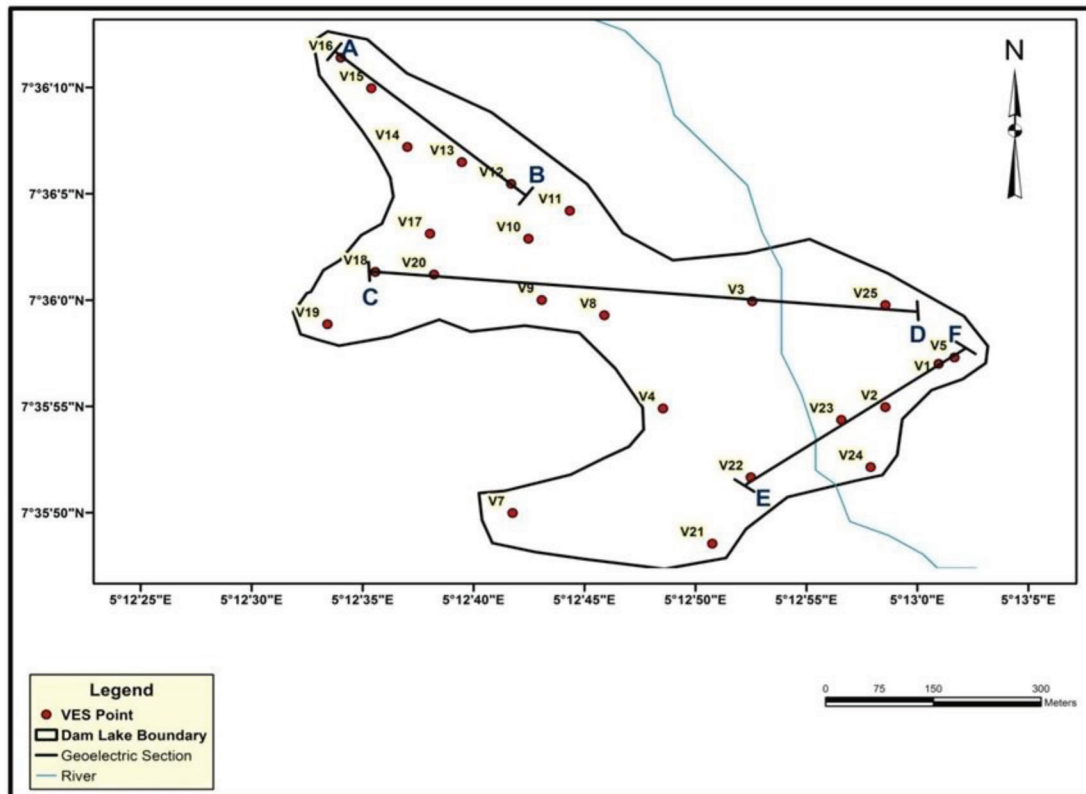 N
V16
A
V15
7°36'10"N
V14
V13
V12
B
7°36'5"N
V11
V17
V10
V18
V20
C
V9
V8
V3
V25
7°36'0"N
V19
D
F
V5
V1
V4
V2
V23
7°35'55"N
V24
V22
E
V7
7°35'50"N
V21
5°12'25"E 5°12'30"E 5°12'35"E 5°12'40"E 5°12'45"E 5°12'50"E 5°12'55"E 5°13'0"E 5°13'5"E
Legend
VES Point
Dam Lake Boundary
Geoelectric Section
River
0 75 150 300
Meters